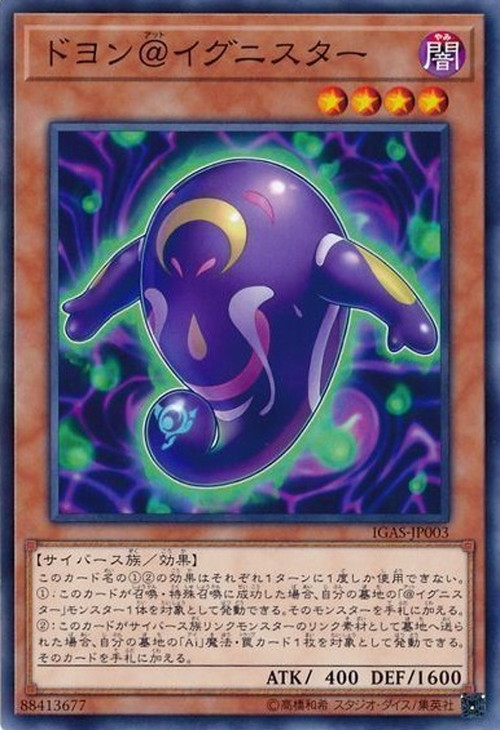 ドヨン＠イグニスター
闇
IGAS-JP003
【サイバース族／効果】
このカード名の①②の効果はそれぞれ1ターンに1度しか使用できない。
①：このカードが召喚・特殊召喚に成功した場合、自分の墓地の「＠イグニ
スター」モンスター1体を対象として発動できる。そのモンスターを手札に加える。
②：このカードがサイバース族リンクモンスターのリンク素材として墓地へ送ら
れた場合、自分の墓地の「Ai」魔法・罠カード1枚を対象として発動できる。
そのカードを手札に加える。
ATK/ 400 DEF/1600
88413677 ©高橋和希 スタジオ・ダイス/集英社